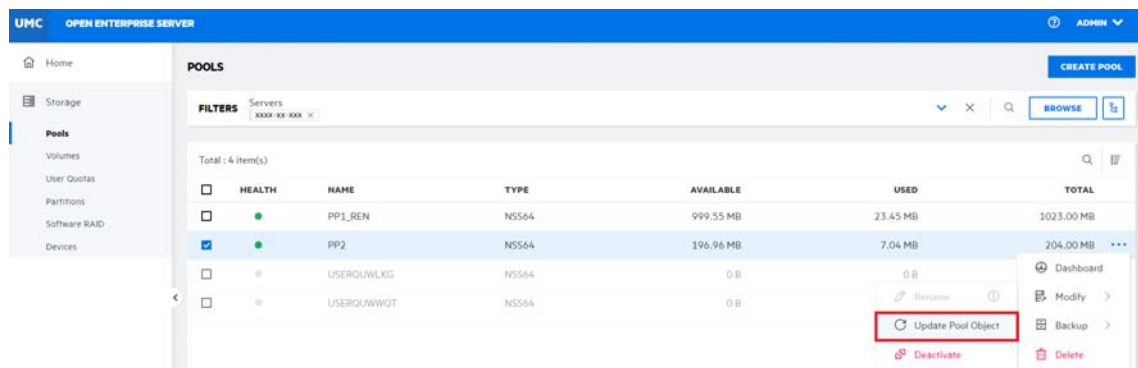 UMC OPEN ENTERPRISE SERVER ADMIN
Home
Storage
Pools
Volumes
User Quotas
Partitions
Software RAID
Devices
POOLS CREATE POOL
FILTERS Servers
xxxx-xx-xxx × BROWSE
Total : 4 item(s)
HEALTH NAME TYPE AVAILABLE USED TOTAL
PP1_REN NSS64 999.55 MB 23.45 MB 1023.00 MB
PP2 NSS64 196.96 MB 7.04 MB 204.00 MB
USERQUWLKG NSS64 0 B 0 B
USERQUWWQT NSS64 0 B
Dashboard
Rename Modify
Update Pool Object Backup
Deactivate Delete